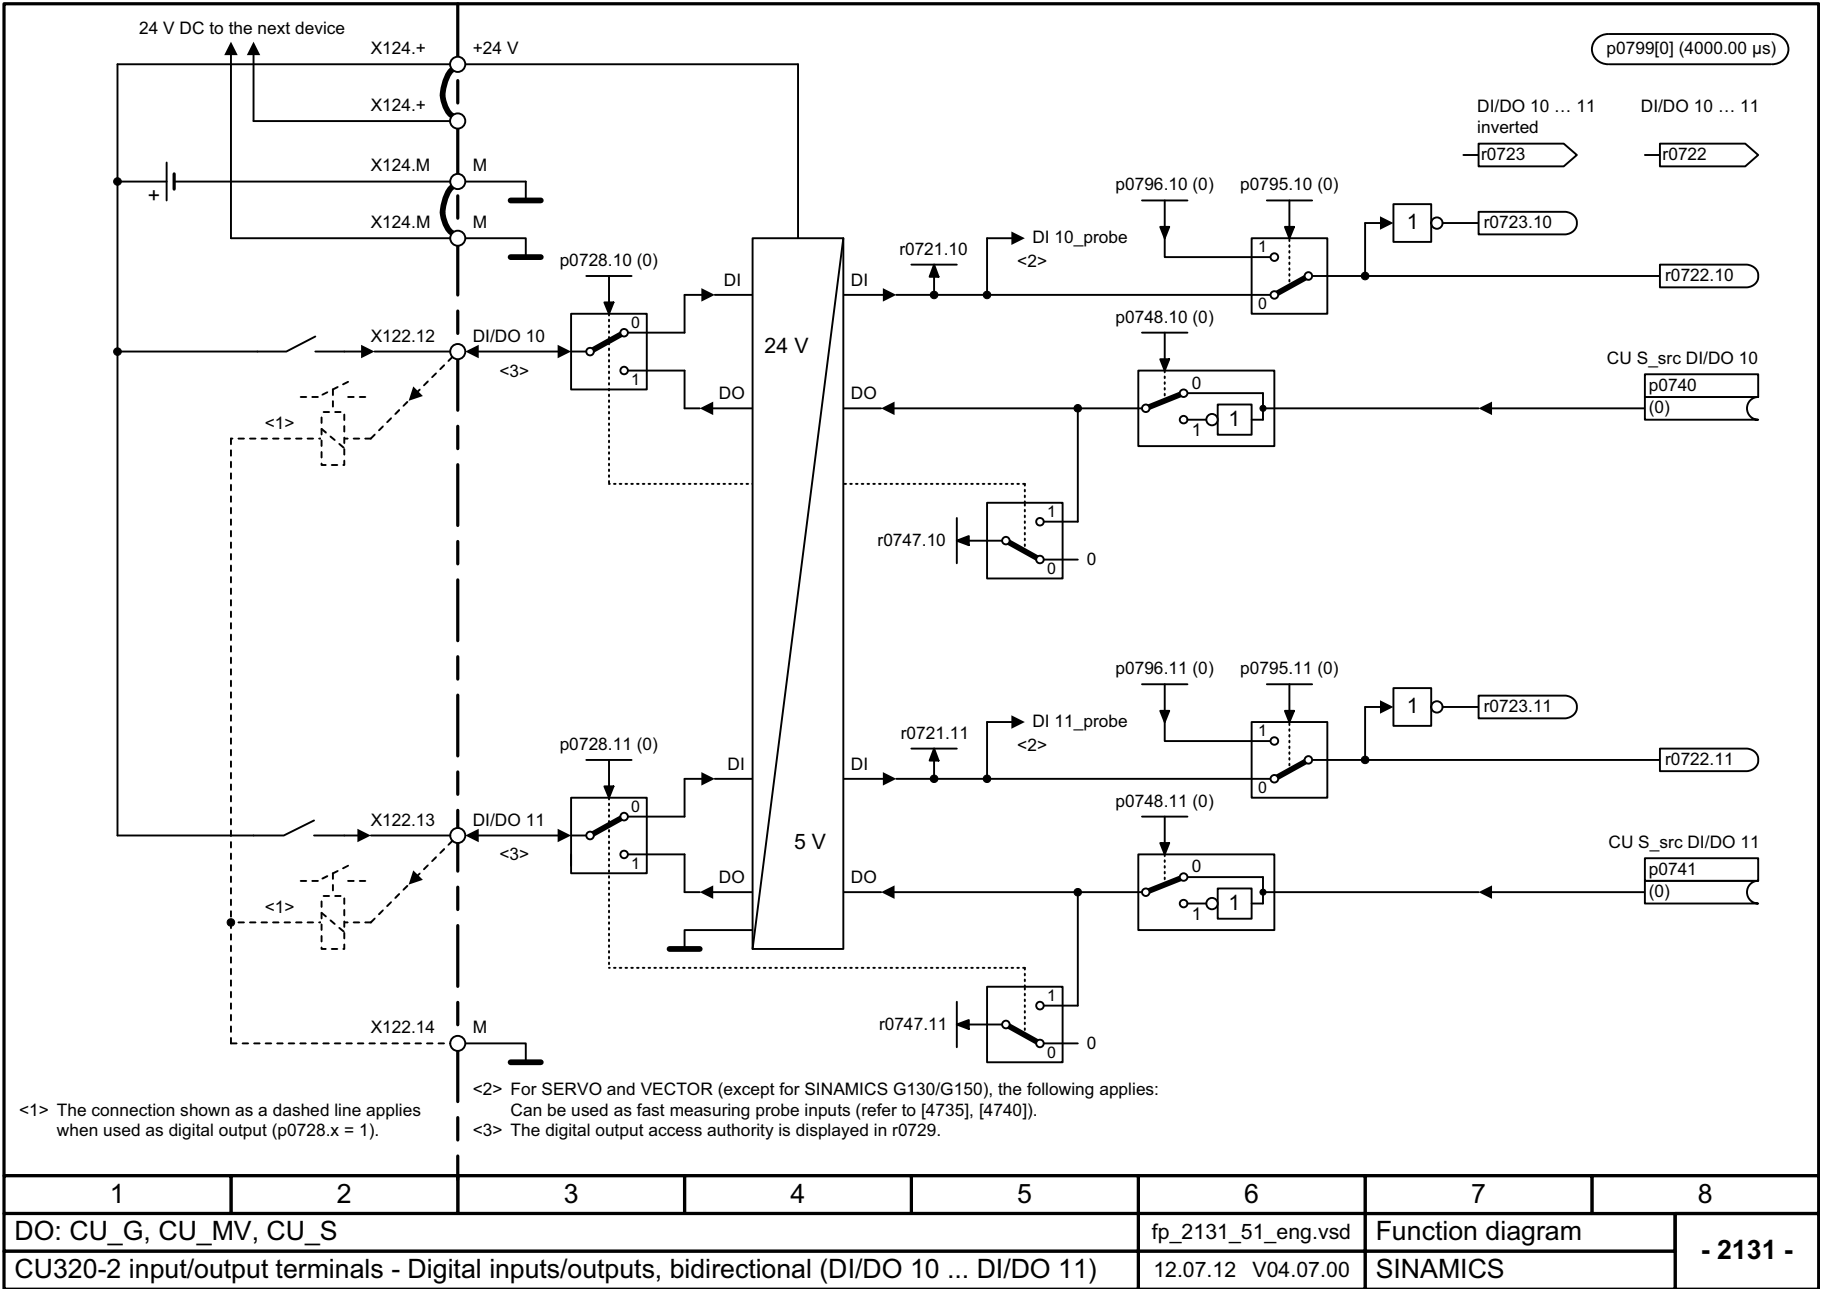 24 V DC to the next device
X124.+
+24 V
p0799[0] (4000.00 µs)
X124.+
DI/DO 10 … 11
inverted
DI/DO 10 … 11
r0723
r0722
X124.M
M
+
X124.M
M
p0796.10 (0)
p0795.10 (0)
1
r0723.10
p0728.10 (0)
DI
DI
r0721.10
DI 10_probe
<2>
1
0
r0722.10
p0748.10 (0)
X122.12
DI/DO 10
<3>
0
1
24 V
CU S_src DI/DO 10
p0740
(0)
DO
DO
0
1
1
<1>
r0747.10
1
0
0
p0796.11 (0)
p0795.11 (0)
1
r0723.11
p0728.11 (0)
DI
DI
r0721.11
DI 11_probe
<2>
1
0
r0722.11
p0748.11 (0)
X122.13
DI/DO 11
<3>
0
1
5 V
CU S_src DI/DO 11
p0741
(0)
DO
DO
0
1
1
<1>
r0747.11
1
0
0
X122.14
M
<1> The connection shown as a dashed line applies
when used as digital output (p0728.x = 1).
<2> For SERVO and VECTOR (except for SINAMICS G130/G150), the following applies:
Can be used as fast measuring probe inputs (refer to [4735], [4740]).
<3> The digital output access authority is displayed in r0729.
1 2 3 4 5 6 7 8
DO: CU_G, CU_MV, CU_S
fp_2131_51_eng.vsd
Function diagram
- 2131 -
CU320-2 input/output terminals - Digital inputs/outputs, bidirectional (DI/DO 10 ... DI/DO 11)
12.07.12 V04.07.00
SINAMICS